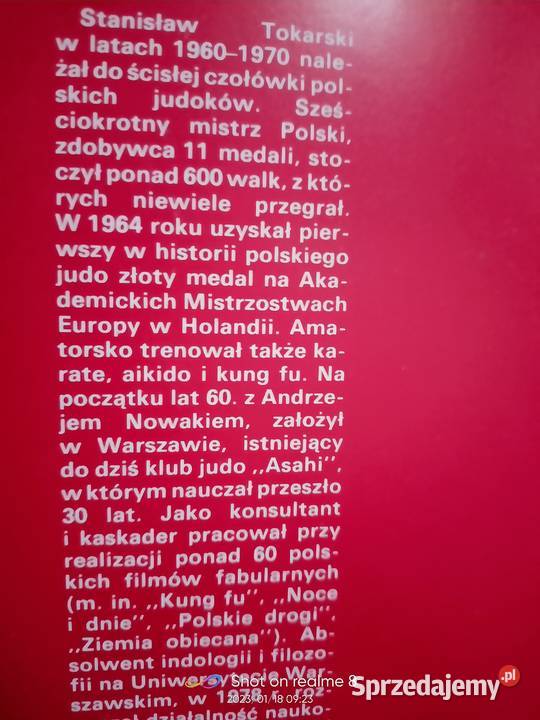 Stanisław Tokarski
w latach 1960–1970 nale-
żał do ścisłej czołówki pol-
skich judoków. Sześ-
ciokrotny mistrz Polski,
zdobywca 11 medali, sto-
czył ponad 600 walk, z któ-
rych niewiele przegrał.
W 1964 roku uzyskał pier-
wszy w historii polskiego
judo złoty medal na Aka-
demickich Mistrzostwach
Europy w Holandii. Ama-
torsko trenował także ka-
rate, aikido i kung fu. Na
początku lat 60. z Andrze-
jem Nowakiem, założył
w Warszawie, istniejący
do dziś klub judo „Asahi”,
w którym nauczał przeszło
30 lat. Jako konsultant
i kaskader pracował przy
realizacji ponad 60 pols-
kich filmów fabularnych
(m. in. „Kung fu”, „Noce
i dnie”, „Polskie drogi”,
„Ziemia obiecana”). Ab-
solwent indologii i filozo-
fii na Uniwersytecie War-
szawskim, w 1978 r. roz-
działalność nauko-
Shot on realme 8
2023/01/18 09:23
Sprzedajemy.pl